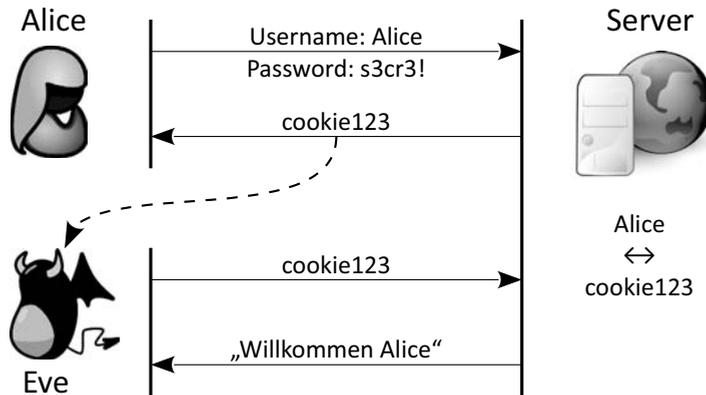 Alice
Server
Username: Alice
Password: s3cr3!
cookie123
Alice
↔
cookie123
cookie123
„Willkommen Alice“
Eve